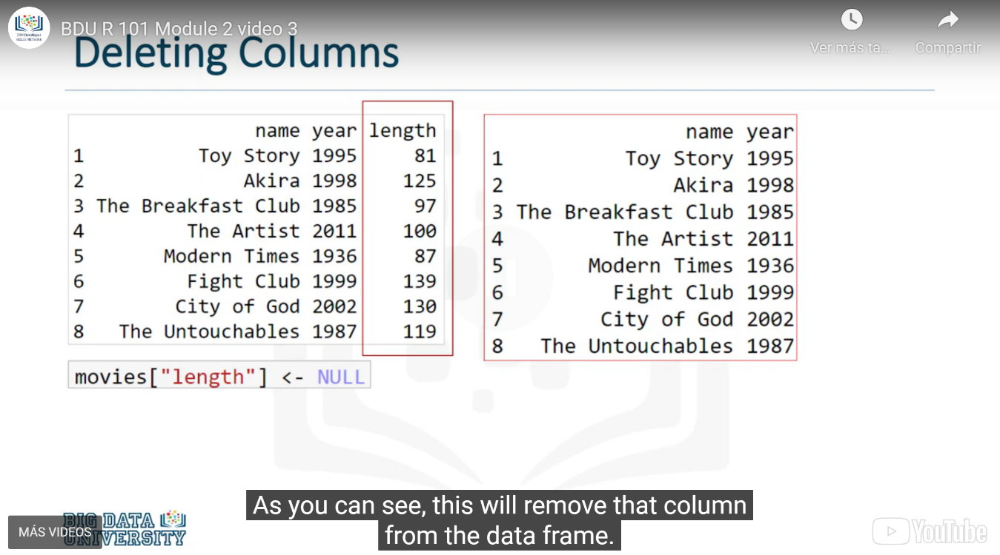 BDU R 101 Module 2 video 3
Ver más ta...
Compartir
Deleting Columns
name year length
1 Toy Story 1995 81
2 Akira 1998 125
3 The Breakfast Club 1985 97
4 The Artist 2011 100
5 Modern Times 1936 87
6 Fight Club 1999 139
7 City of God 2002 130
8 The Untouchables 1987 119
name year
1 Toy Story 1995
2 Akira 1998
3 The Breakfast Club 1985
4 The Artist 2011
5 Modern Times 1936
6 Fight Club 1999
7 City of God 2002
8 The Untouchables 1987
movies["length"] <- NULL
As you can see, this will remove that column
from the data frame.
BIG DATA
UNIVERSITY
MÁS VIDEOS
YouTube